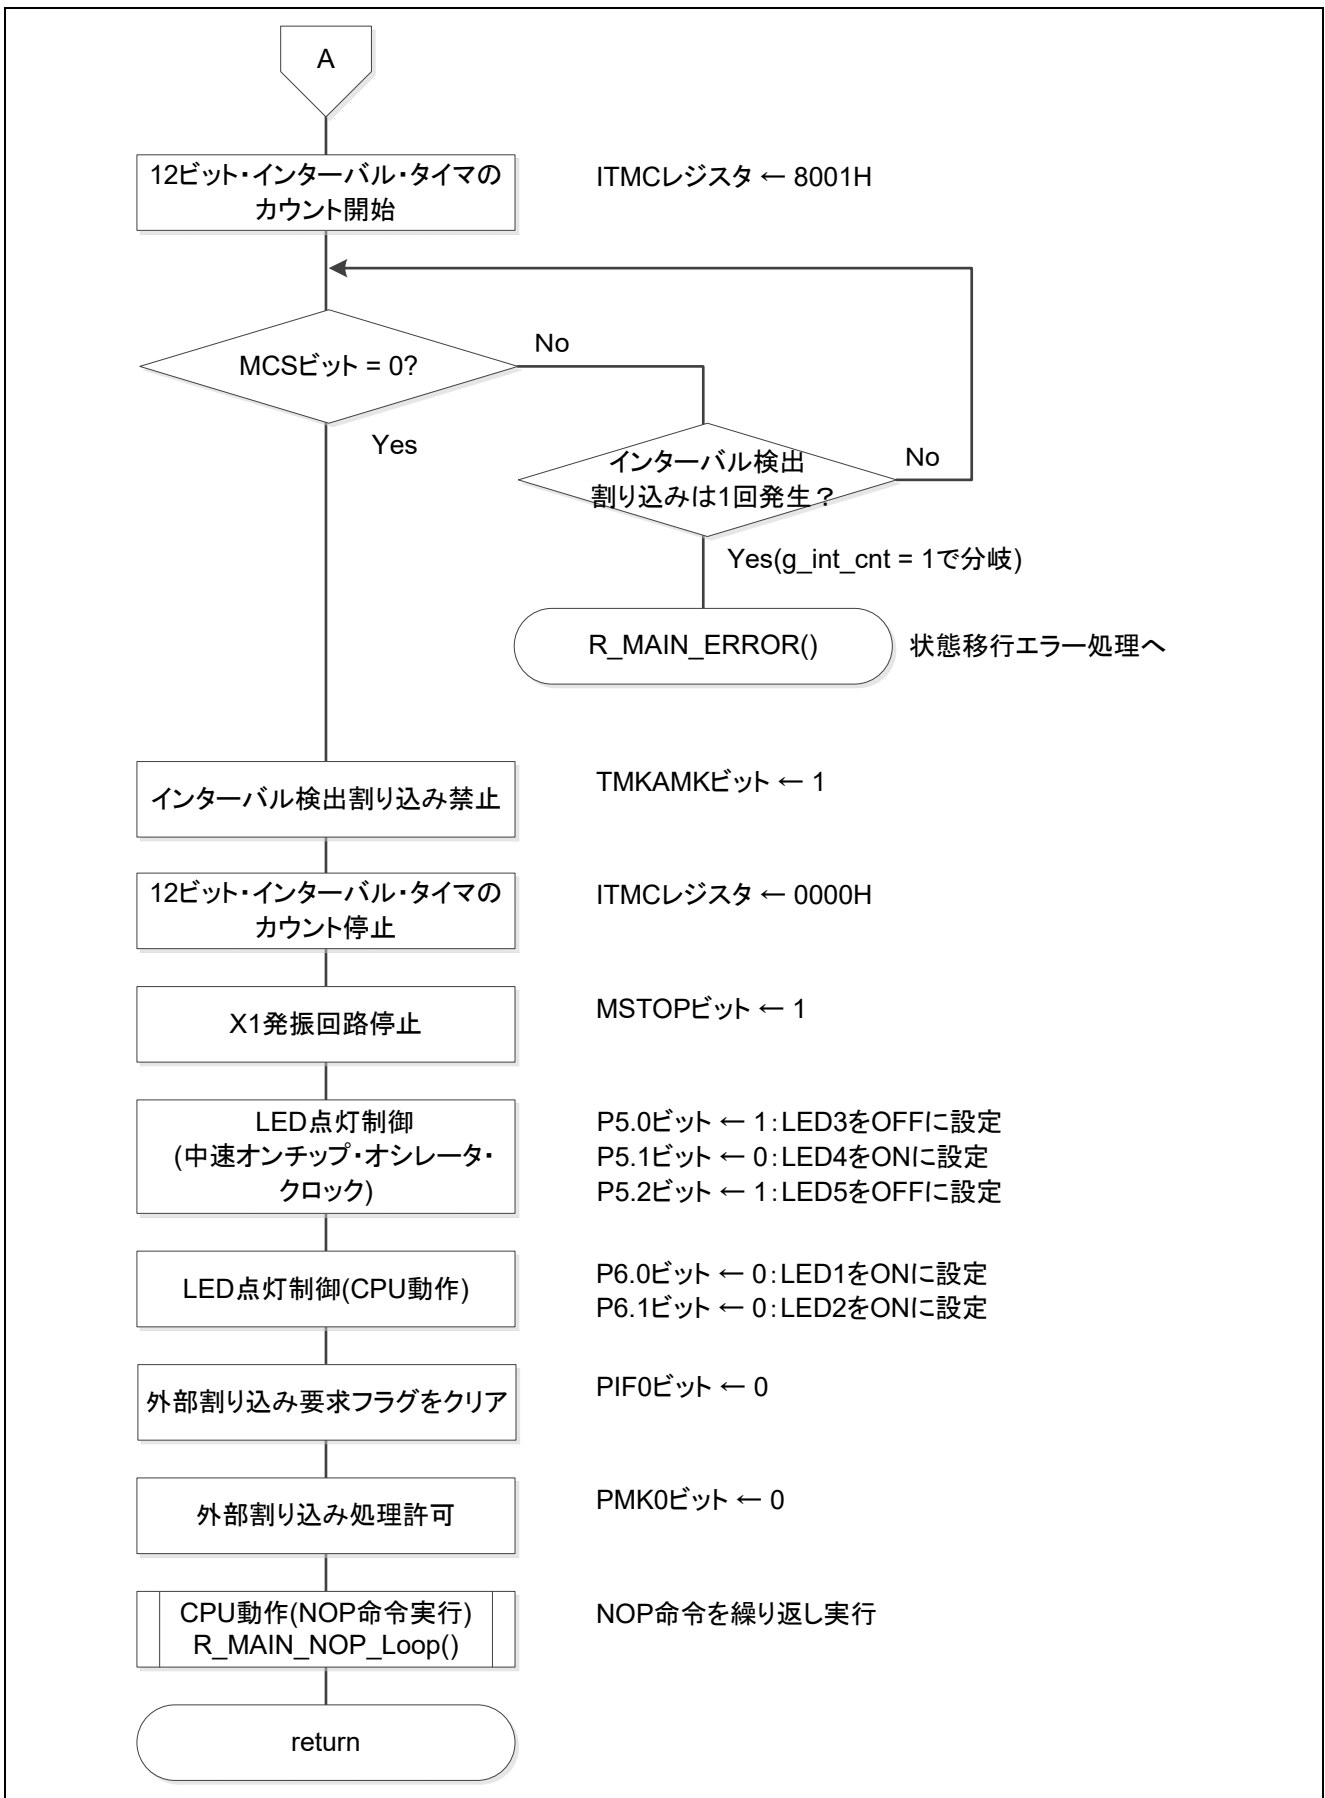 A
12ビット・インターバル・タイマの
カウント開始
ITMCレジスタ ← 8001H
MCSビット = 0?
No
Yes
インターバル検出
割り込みは1回発生？
No
Yes(g_int_cnt = 1で分岐)
R_MAIN_ERROR()
状態移行エラー処理へ
インターバル検出割り込み禁止
TMKAMKビット ← 1
12ビット・インターバル・タイマの
カウント停止
ITMCレジスタ ← 0000H
X1発振回路停止
MSTOPビット ← 1
LED点灯制御
(中速オンチップ・オシレータ・
クロック)
P5.0ビット ← 1：LED3をOFFに設定
P5.1ビット ← 0：LED4をONに設定
P5.2ビット ← 1：LED5をOFFに設定
LED点灯制御(CPU動作)
P6.0ビット ← 0：LED1をONに設定
P6.1ビット ← 0：LED2をONに設定
外部割り込み要求フラグをクリア
PIF0ビット ← 0
外部割り込み処理許可
PMK0ビット ← 0
CPU動作(NOP命令実行)
R_MAIN_NOP_Loop()
NOP命令を繰り返し実行
return